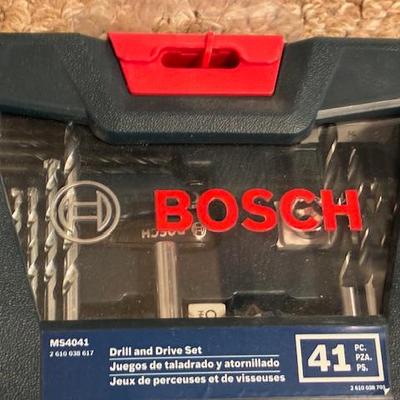 BOSCH
BOSCH
MS4041
2 610 038 617
Drill and Drive Set
Juegos de taladrado y atornillado
Jeux de perceuses et de visseuses
41
PC.
PZA.
PS.